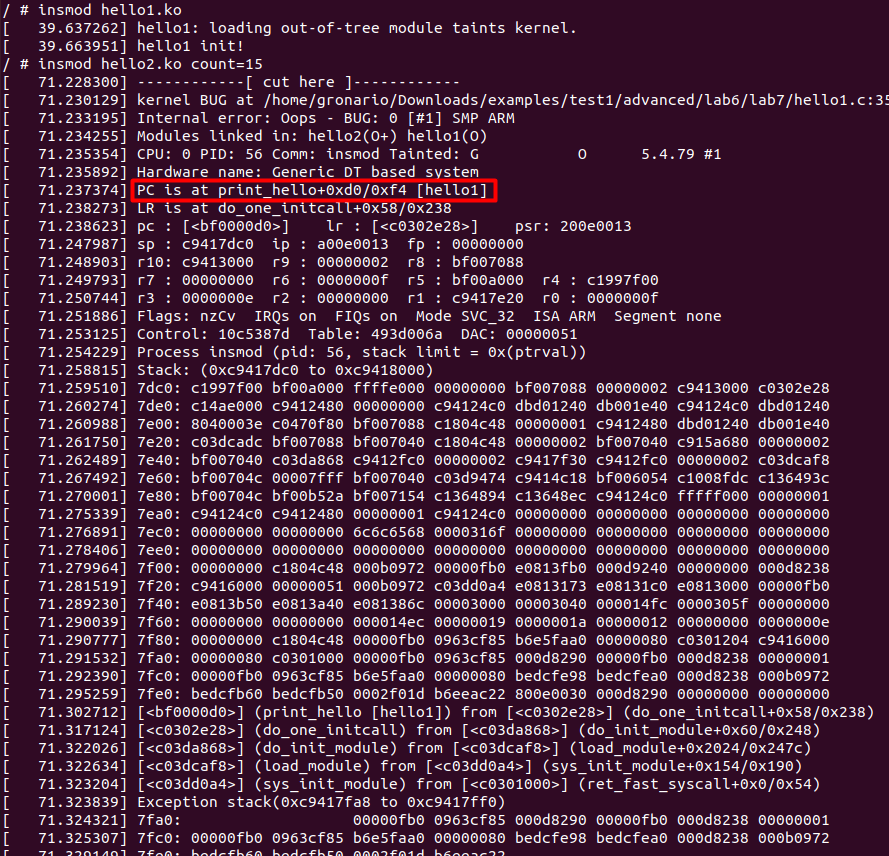 / # insmod hello1.ko
[   39.637262] hello1: loading out-of-tree module taints kernel.
[   39.663951] hello1 init!
/ # insmod hello2.ko count=15
[   71.228300] ------------[ cut here ]------------
[   71.230129] kernel BUG at /home/gronario/Downloads/examples/test1/advanced/lab6/lab7/hello1.c:35
[   71.233195] Internal error: Oops - BUG: 0 [#1] SMP ARM
[   71.234255] Modules linked in: hello2(O+) hello1(O)
[   71.235354] CPU: 0 PID: 56 Comm: insmod Tainted: G           O      5.4.79 #1
[   71.235892] Hardware name: Generic DT based system
[   71.237374] PC is at print_hello+0xd0/0xf4 [hello1]
[   71.238273] LR is at do_one_initcall+0x58/0x238
[   71.238623] pc : [<bf0000d0>]    lr : [<c0302e28>]    psr: 200e0013
[   71.247987] sp : c9417dc0  ip : a00e0013  fp : 00000000
[   71.248903] r10: c9413000  r9 : 00000002  r8 : bf007088
[   71.249793] r7 : 00000000  r6 : 0000000f  r5 : bf00a000  r4 : c1997f00
[   71.250744] r3 : 0000000e  r2 : 00000000  r1 : c9417e20  r0 : 0000000f
[   71.251886] Flags: nzCv  IRQs on  FIQs on  Mode SVC_32  ISA ARM  Segment none
[   71.253125] Control: 10c5387d  Table: 493d006a  DAC: 00000051
[   71.254229] Process insmod (pid: 56, stack limit = 0x(ptrval))
[   71.258815] Stack: (0xc9417dc0 to 0xc9418000)
[   71.259510] 7dc0: c1997f00 bf00a000 ffffe000 00000000 bf007088 00000002 c9413000 c0302e28
[   71.260274] 7de0: c14ae000 c9412480 00000000 c94124c0 dbd01240 db001e40 c94124c0 dbd01240
[   71.260988] 7e00: 8040003e c0470f80 bf007088 c1804c48 00000001 c9412480 dbd01240 db001e40
[   71.261750] 7e20: c03dcadc bf007088 bf007040 c1804c48 00000002 bf007040 c915a680 00000002
[   71.262489] 7e40: bf007040 c03da868 c9412fc0 00000002 c9417f30 c9412fc0 00000002 c03dcaf8
[   71.267492] 7e60: bf00704c 00007fff bf007040 c03d9474 c9414c18 bf006054 c1008fdc c136493c
[   71.270001] 7e80: bf00704c bf00b52a bf007154 c1364894 c13648ec c94124c0 fffff000 00000001
[   71.275339] 7ea0: c94124c0 c9412480 00000001 c94124c0 00000000 00000000 00000000 00000000
[   71.276891] 7ec0: 00000000 00000000 6c6c6568 0000316f 00000000 00000000 00000000 00000000
[   71.278406] 7ee0: 00000000 00000000 00000000 00000000 00000000 00000000 00000000 00000000
[   71.279964] 7f00: 00000000 c1804c48 000b0972 00000fb0 e0813fb0 000d9240 00000000 000d8238
[   71.281519] 7f20: c9416000 00000051 000b0972 c03dd0a4 e0813173 e08131c0 e0813000 00000fb0
[   71.289230] 7f40: e0813b50 e0813a40 e081386c 00003000 00003040 000014fc 0000305f 00000000
[   71.290039] 7f60: 00000000 00000000 000014ec 00000019 0000001a 00000012 00000000 0000000e
[   71.290777] 7f80: 00000000 c1804c48 00000fb0 0963cf85 b6e5faa0 00000080 c0301204 c9416000
[   71.291532] 7fa0: 00000080 c0301000 00000fb0 0963cf85 000d8290 00000fb0 000d8238 00000001
[   71.292390] 7fc0: 00000fb0 0963cf85 b6e5faa0 00000080 bedcfe98 bedcfea0 000d8238 000b0972
[   71.295259] 7fe0: bedcfb60 bedcfb50 0002f01d b6eeac22 800e0030 000d8290 00000000 00000000
[   71.302712] [<bf0000d0>] (print_hello [hello1]) from [<c0302e28>] (do_one_initcall+0x58/0x238)
[   71.317124] [<c0302e28>] (do_one_initcall) from [<c03da868>] (do_init_module+0x60/0x248)
[   71.322026] [<c03da868>] (do_init_module) from [<c03dcaf8>] (load_module+0x2024/0x247c)
[   71.322634] [<c03dcaf8>] (load_module) from [<c03dd0a4>] (sys_init_module+0x154/0x190)
[   71.323204] [<c03dd0a4>] (sys_init_module) from [<c0301000>] (ret_fast_syscall+0x0/0x54)
[   71.323839] Exception stack(0xc9417fa8 to 0xc9417ff0)
[   71.324321] 7fa0:                   00000fb0 0963cf85 000d8290 00000fb0 000d8238 00000001
[   71.325307] 7fc0: 00000fb0 0963cf85 b6e5faa0 00000080 bedcfe98 bedcfea0 000d8238 000b0972
[   71.329149] 7fe0: bedcfb60 bedcfb50 0002f01d b6eeac22